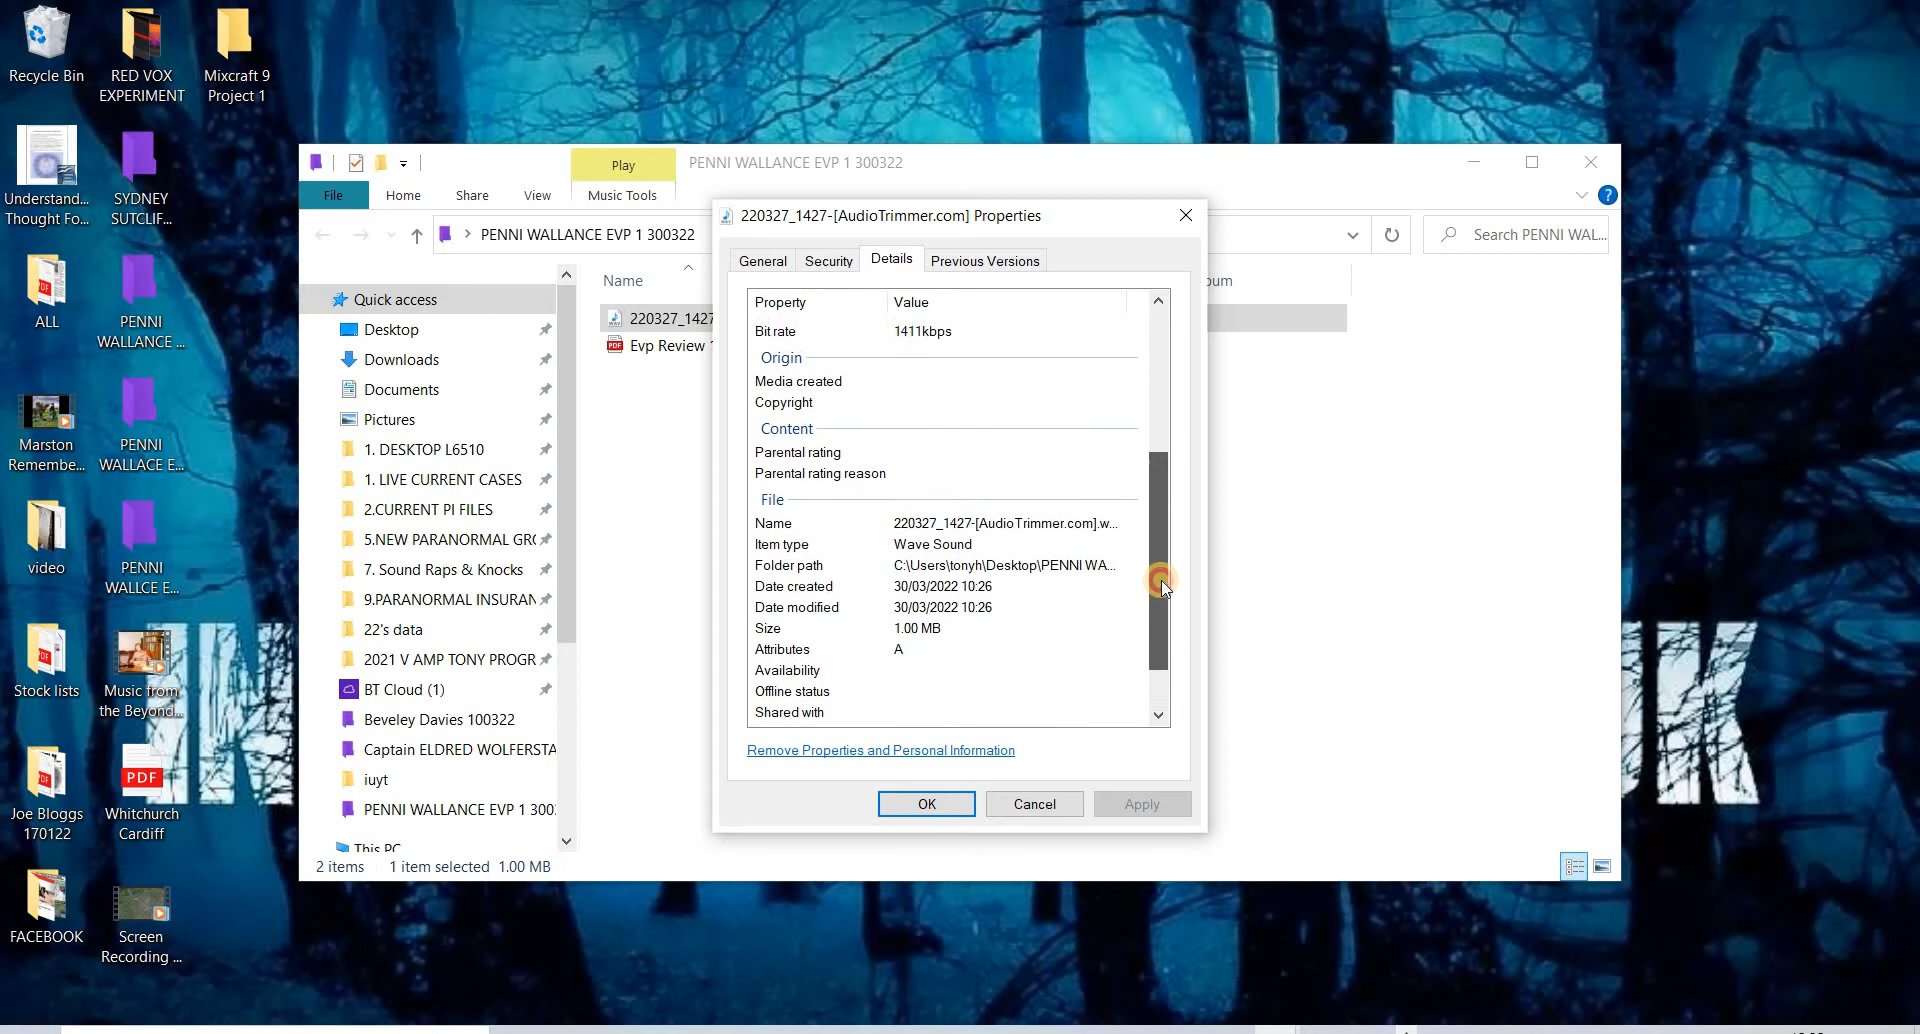 Recycle Bin
RED VOX
EXPERIMENT
Mixcraft 9
Project 1
Understand...
Thought Fo...
SYDNEY
SUTCLIF...
ALL
PENNI
WALLANCE ...
Marston
Remembe...
PENNI
WALLACE E...
video
PENNI
WALLCE E...
Stock lists
Music from
the Beyond...
Joe Bloggs
170122
PDF
Whitchurch
Cardiff
FACEBOOK
Screen
Recording ...
Play
PENNI WALLANCE EVP 1 300322
File
Home
Share
View
Music Tools
PENNI WALLANCE EVP 1 300322
Search PENNI WAL...
Quick access
Desktop
Downloads
Documents
Pictures
1. DESKTOP L6510
1. LIVE CURRENT CASES
2.CURRENT PI FILES
5.NEW PARANORMAL GR
7. Sound Raps & Knocks
9.PARANORMAL INSURAN
22's data
2021 V AMP TONY PROGR
BT Cloud (1)
Beveley Davies 100322
Captain ELDRED WOLFERSTA
iuyt
PENNI WALLANCE EVP 1 300
This PC
Name
bum
220327_1427
PDF Evp Review
2 items 1 item selected 1.00 MB
220327_1427-[AudioTrimmer.com] Properties
General
Security
Details
Previous Versions
Property Value
Bit rate 1411kbps
Origin
Media created
Copyright
Content
Parental rating
Parental rating reason
File
Name 220327_1427-[AudioTrimmer.com].w...
Item type Wave Sound
Folder path C:\Users\tonyh\Desktop\PENNI WA...
Date created 30/03/2022 10:26
Date modified 30/03/2022 10:26
Size 1.00 MB
Attributes A
Availability
Offline status
Shared with
Remove Properties and Personal Information
OK
Cancel
Apply